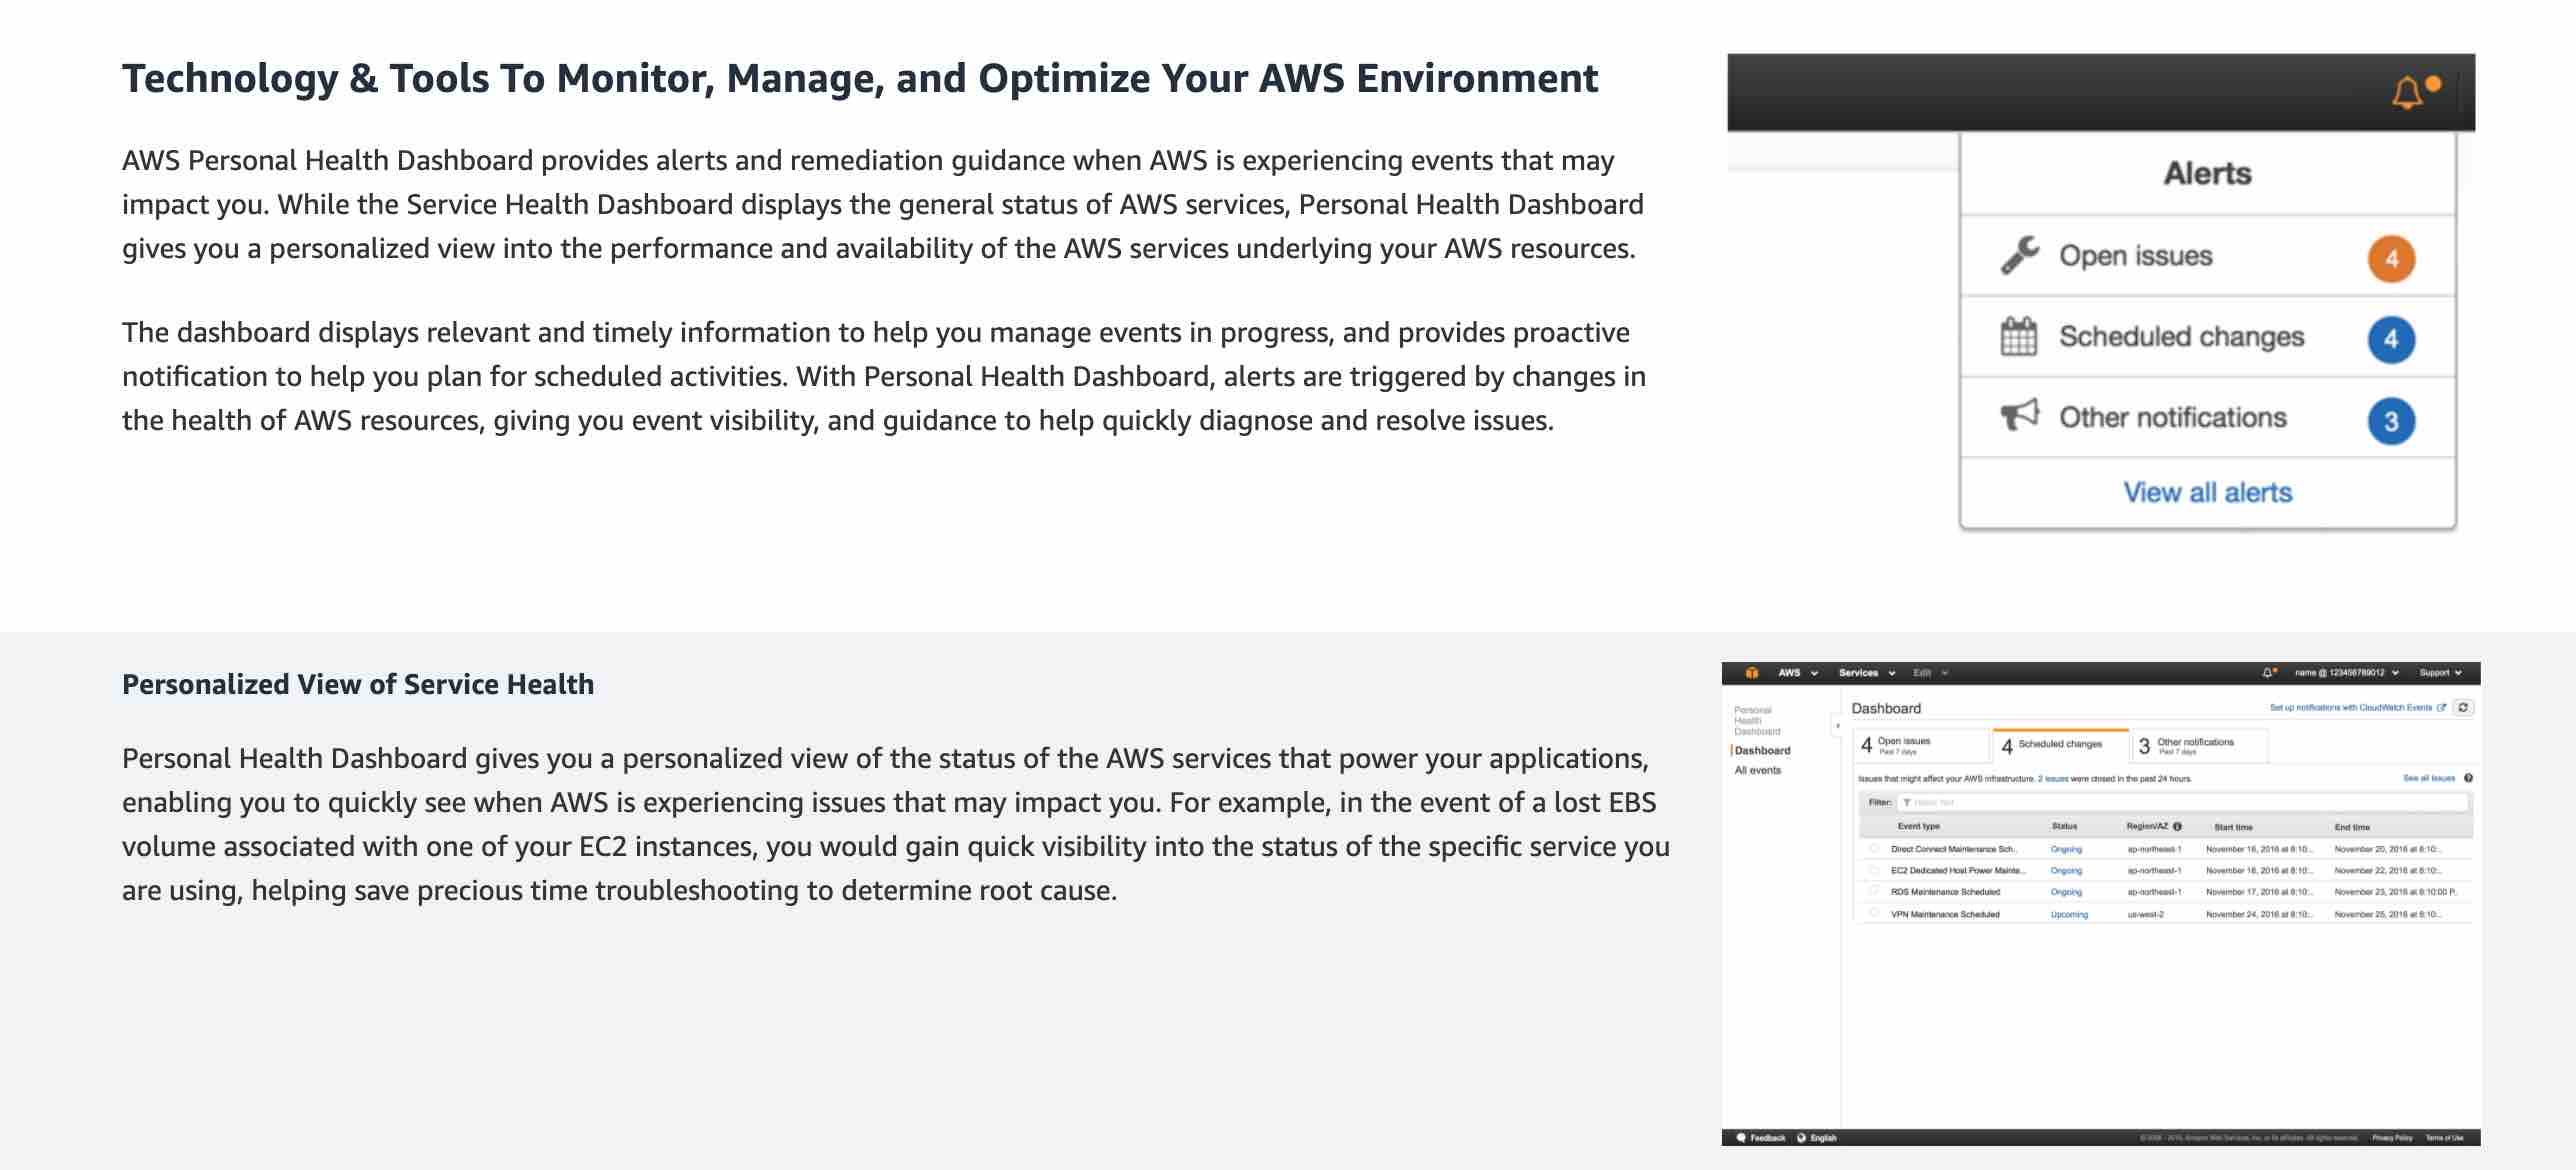 Technology & Tools To Monitor, Manage, and Optimize Your AWS Environment
AWS Personal Health Dashboard provides alerts and remediation guidance when AWS is experiencing events that may
impact you. While the Service Health Dashboard displays the general status of AWS services, Personal Health Dashboard
gives you a personalized view into the performance and availability of the AWS services underlying your AWS resources.
The dashboard displays relevant and timely information to help you manage events in progress, and provides proactive
notification to help you plan for scheduled activities. With Personal Health Dashboard, alerts are triggered by changes in
the health of AWS resources, giving you event visibility, and guidance to help quickly diagnose and resolve issues.
Alerts
Open issues 4
Scheduled changes 4
Other notifications 3
View all alerts
Personalized View of Service Health
Personal Health Dashboard gives you a personalized view of the status of the AWS services that power your applications,
enabling you to quickly see when AWS is experiencing issues that may impact you. For example, in the event of a lost EBS
volume associated with one of your EC2 instances, you would gain quick visibility into the status of the specific service you
are using, helping save precious time troubleshooting to determine root cause.
AWS Services Edit name @ 123456789012 Support
Personal
Health
Dashboard
Dashboard
All events
Dashboard Set up notifications with CloudWatch Events
4 Open issues Past 7 days 4 Scheduled changes 3 Other notifications Past 7 days
Issues that might affect your AWS infrastructure. 2 issues were closed in the past 24 hours. See all issues
Filter:
Event type Status Region/AZ Start time End time
Direct Connect Maintenance Sch... Ongoing ap-northeast-1 November 16, 2016 at 8:10:... November 20, 2016 at 8:10:...
EC2 Dedicated Host Power Mainte... Ongoing ap-northeast-1 November 18, 2016 at 8:10:... November 22, 2016 at 8:10:...
RDS Maintenance Scheduled Ongoing ap-northeast-1 November 17, 2016 at 8:10:... November 23, 2016 at 8:10:00 P...
VPN Maintenance Scheduled Upcoming us-west-2 November 24, 2016 at 8:10:... November 25, 2016 at 8:10:...
Feedback English Privacy Policy Terms of Use